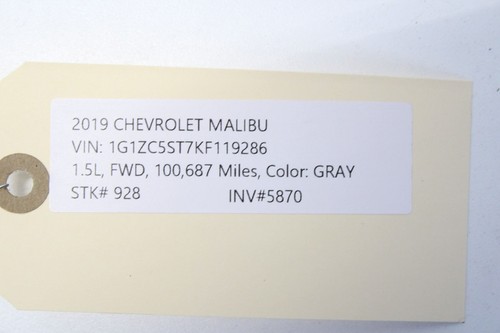 2019 CHEVROLET MALIBU
VIN: 1G1ZC5ST7KF119286
1.5L, FWD, 100,687 Miles, Color: GRAY
STK# 928 INV#5870